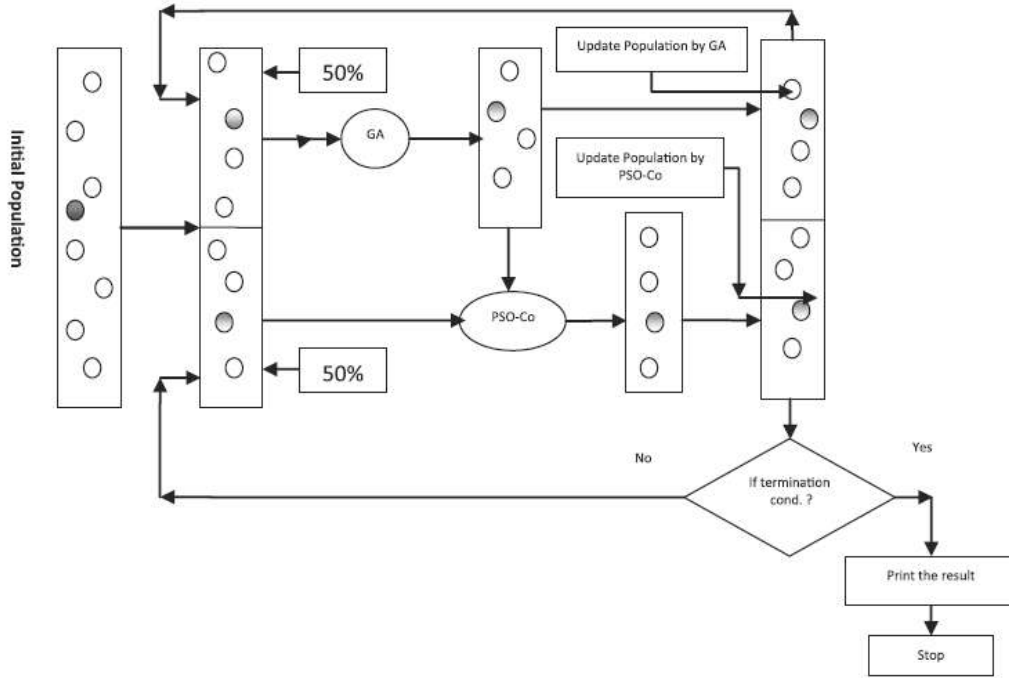 Initial Population
50%
GA
Update Population by GA
Update Population by
PSO-Co
PSO-Co
50%
No
Yes
If termination
cond. ?
Print the result
Stop